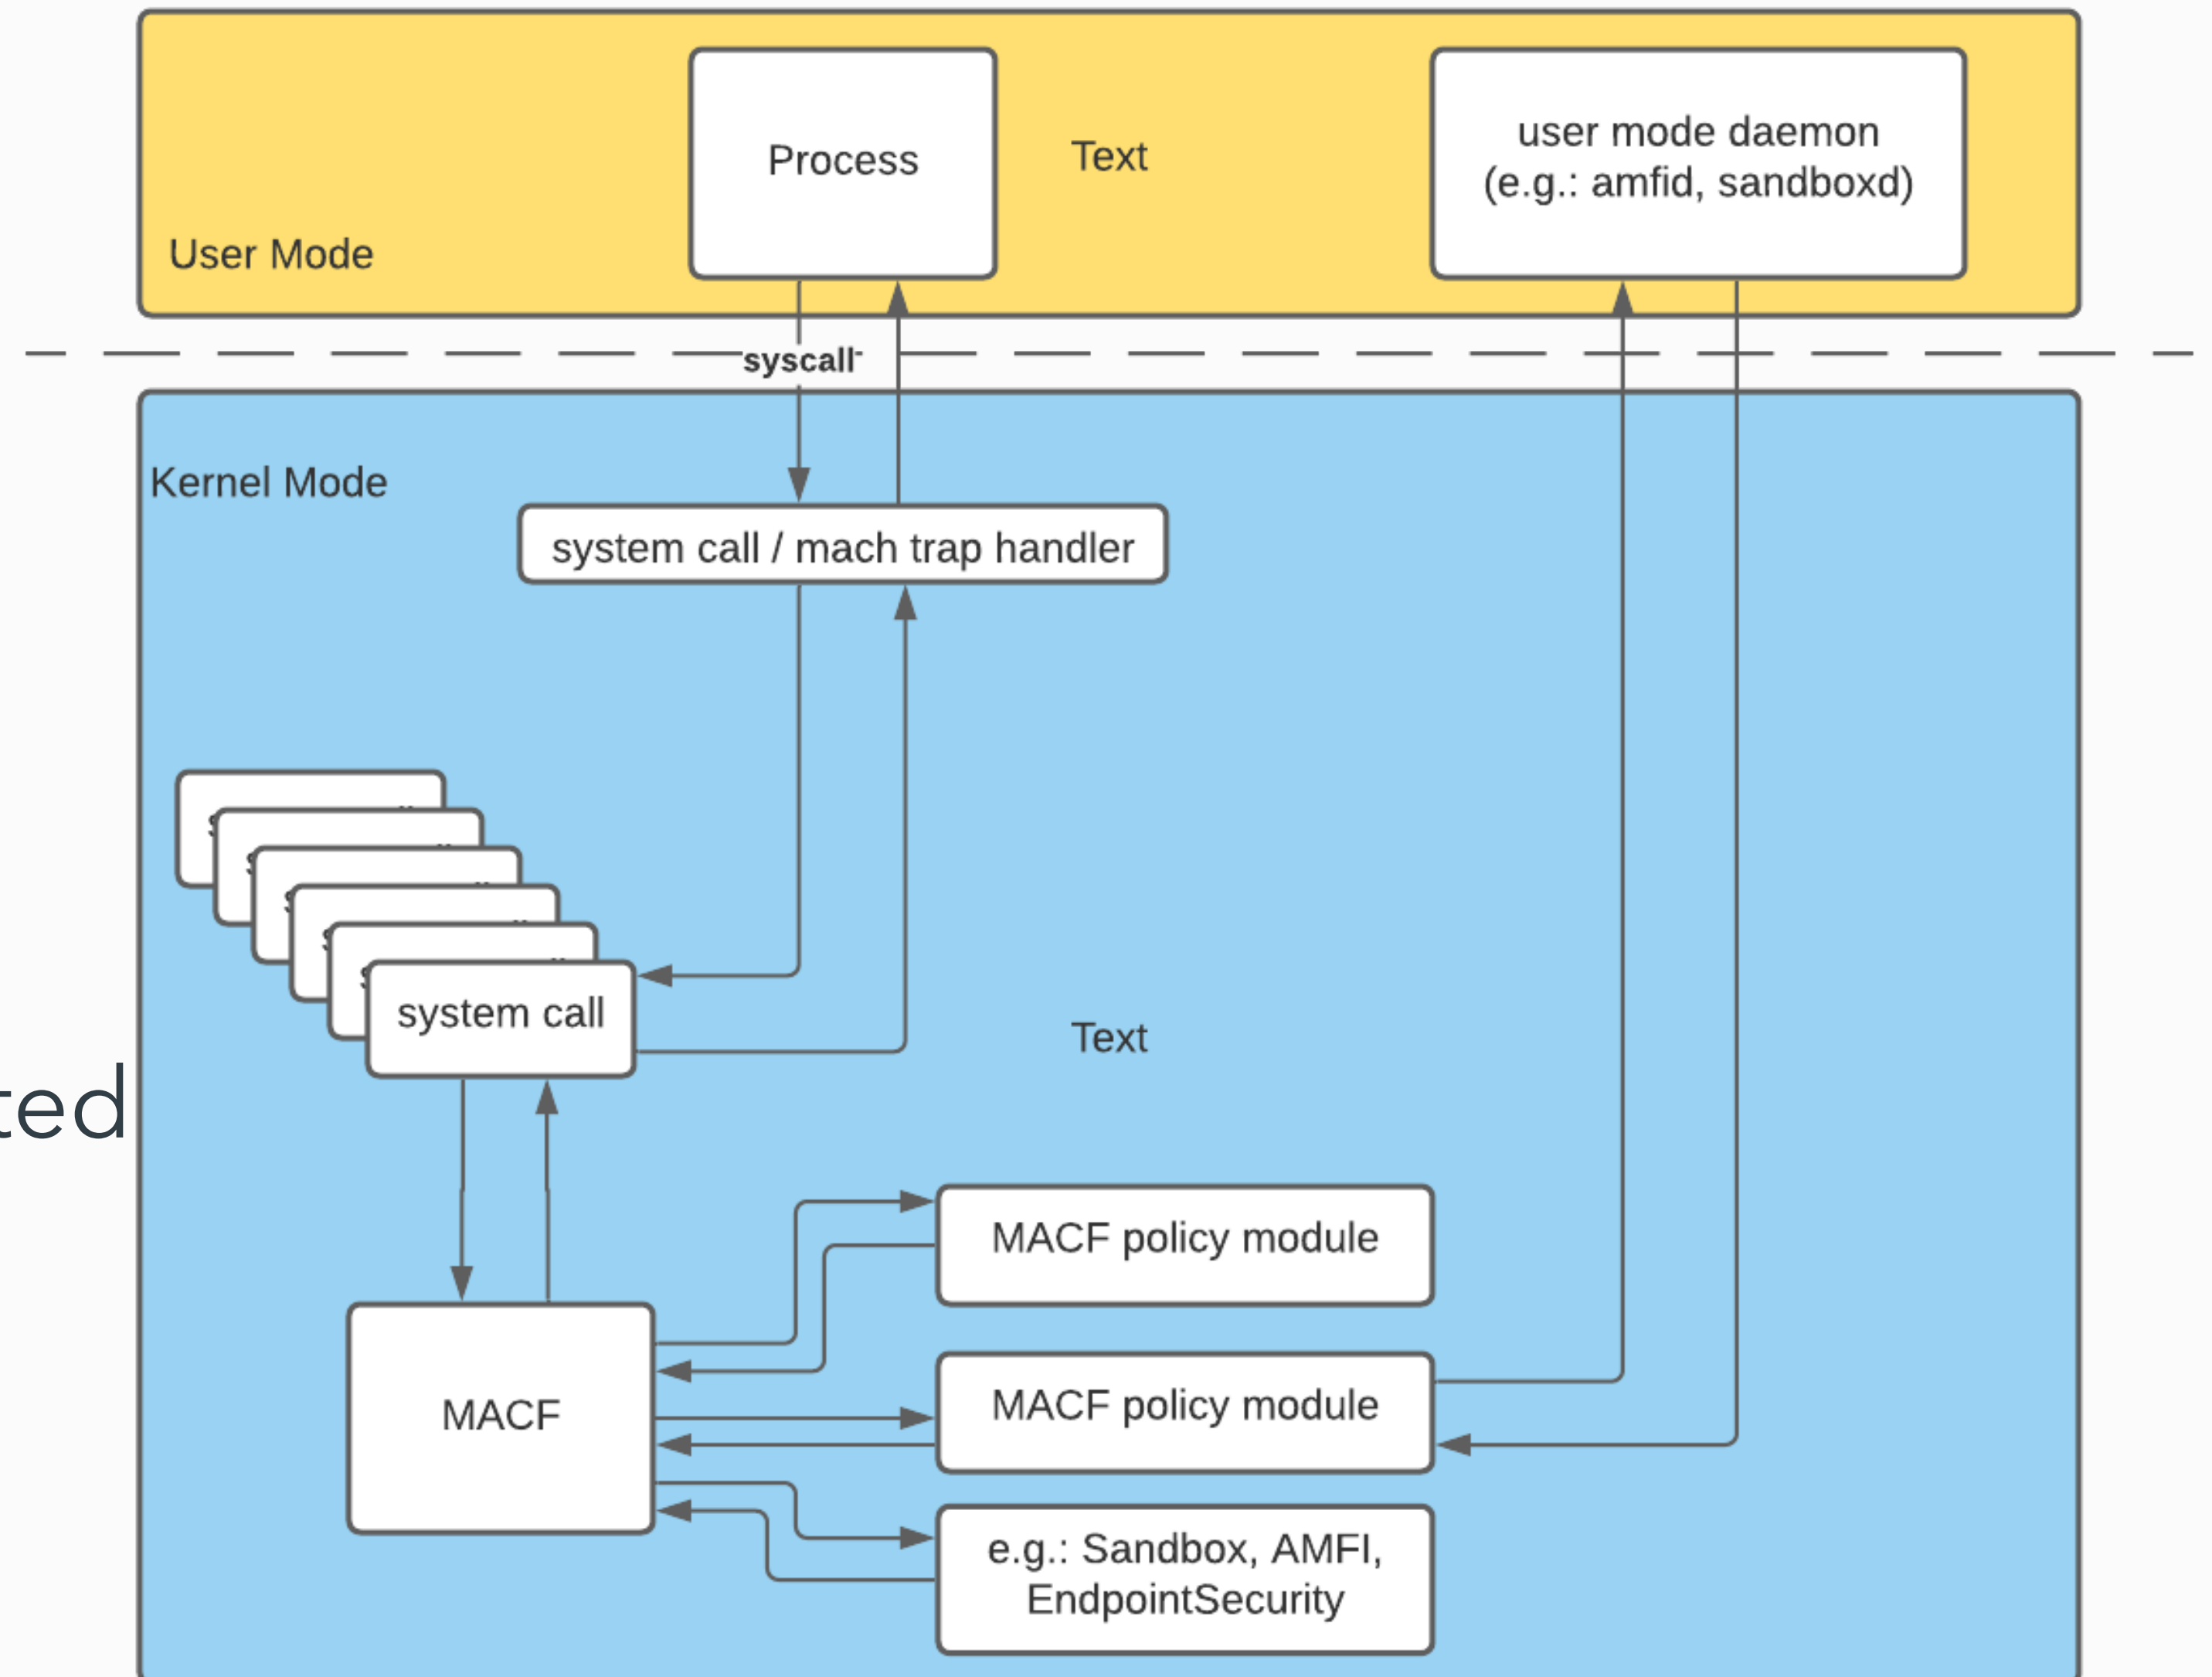 Process
Text
user mode daemon
(e.g.: amfid, sandboxd)
User Mode
syscall
Kernel Mode
system call / mach trap handler
system call
Text
ted
MACF policy module
MACF
MACF policy module
e.g.: Sandbox, AMFI,
EndpointSecurity